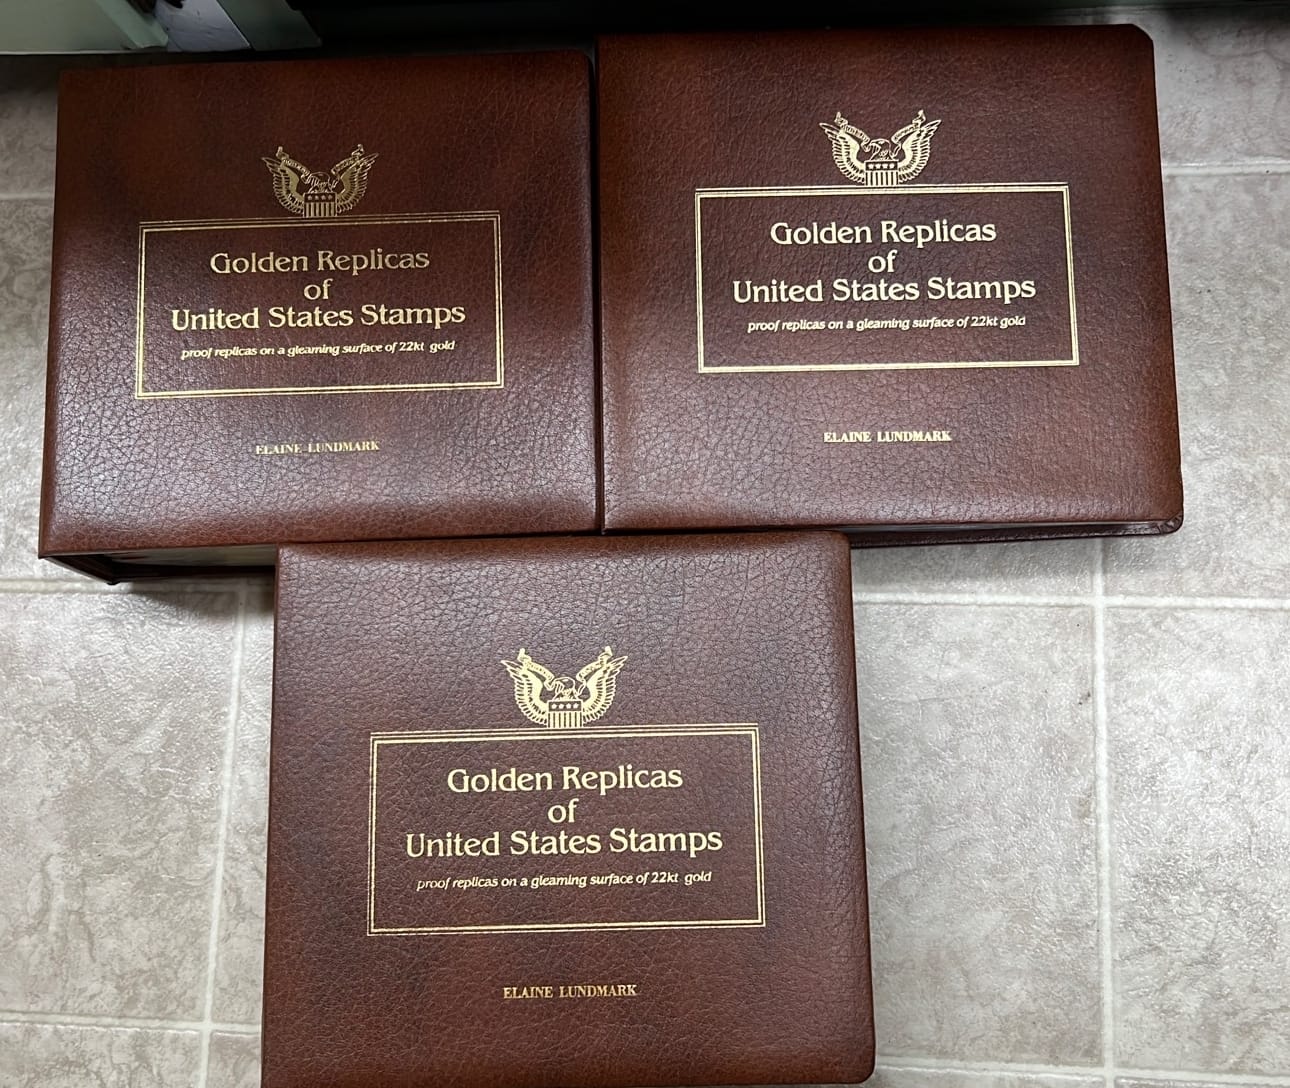 Golden Replicas
of
United States Stamps
proof replicas on a gleaming surface of 22kt gold
ELAINE LUNDMARK
Golden Replicas
of
United States Stamps
proof replicas on a gleaming surface of 22kt gold
ELAINE LUNDMARK
Golden Replicas
of
United States Stamps
proof replicas on a gleaming surface of 22kt gold
ELAINE LUNDMARK